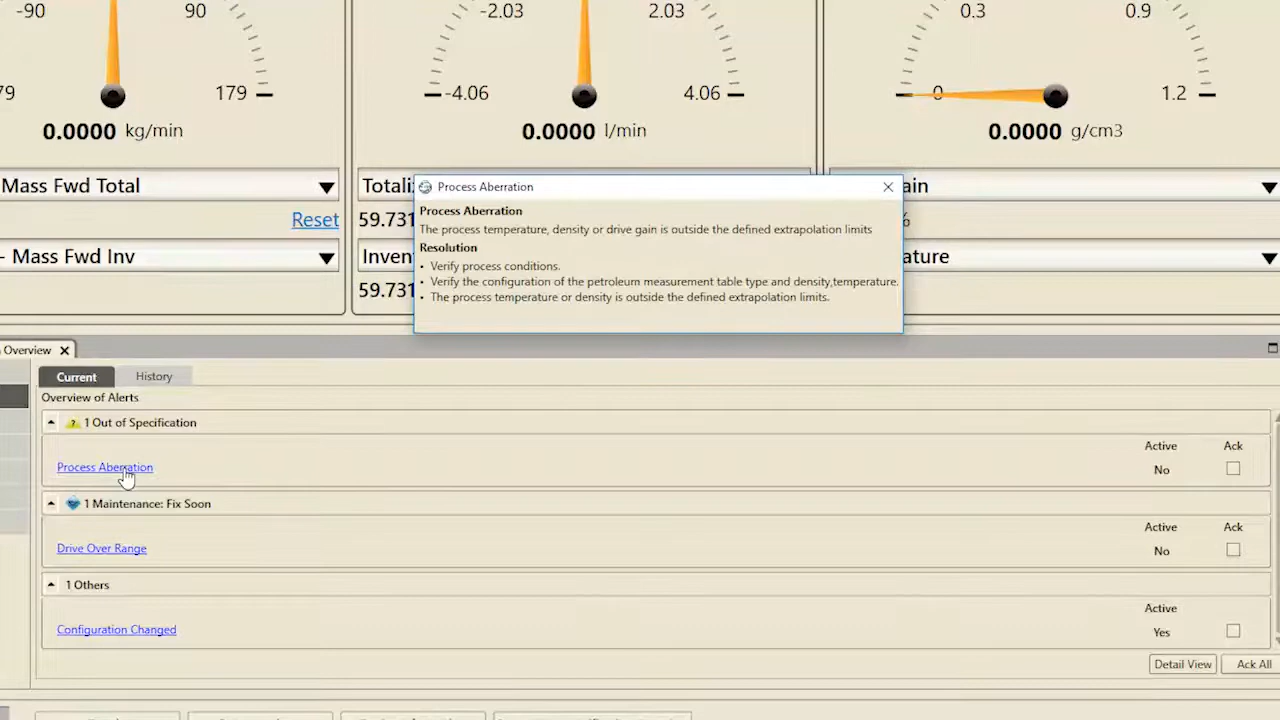 -90 90 -2.03 2.03 0.3 0.9
79 179 -4.06 4.06 0 1.2
0.0000 kg/min 0.0000 l/min 0.0000 g/cm3
Mass Fwd Total
Reset
- Mass Fwd Inv
Totali
59.731
Inven
59.731
ain
%
ature
Process Aberration
Process Aberration
The process temperature, density or drive gain is outside the defined extrapolation limits
Resolution
• Verify process conditions.
• Verify the configuration of the petroleum measurement table type and density,temperature.
• The process temperature or density is outside the defined extrapolation limits.
Overview
Current History
Overview of Alerts
1 Out of Specification
Active Ack
Process Aberration No
1 Maintenance: Fix Soon
Active Ack
Drive Over Range No
1 Others
Active
Configuration Changed Yes
Detail View Ack All